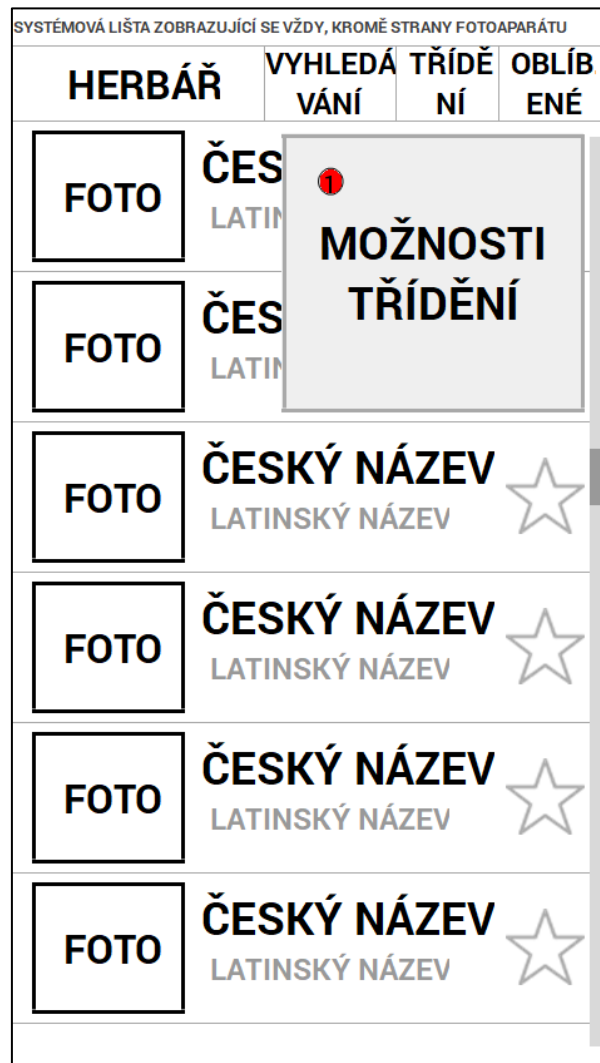 SYSTÉMOVÁ LIŠTA ZOBRAZUJÍCÍ SE VŽDY, KROMĚ STRANY FOTOAPARÁTU
HERBÁŘ
VYHLEDÁ
VÁNÍ
TŘÍDĚ
NÍ
OBLÍB
ENÉ
FOTO
ČES
LATIN
1
MOŽNOSTI
TŘÍDĚNÍ
FOTO
ČES
LATIN
FOTO
ČESKÝ NÁZEV
LATINSKÝ NÁZEV
FOTO
ČESKÝ NÁZEV
LATINSKÝ NÁZEV
FOTO
ČESKÝ NÁZEV
LATINSKÝ NÁZEV
FOTO
ČESKÝ NÁZEV
LATINSKÝ NÁZEV